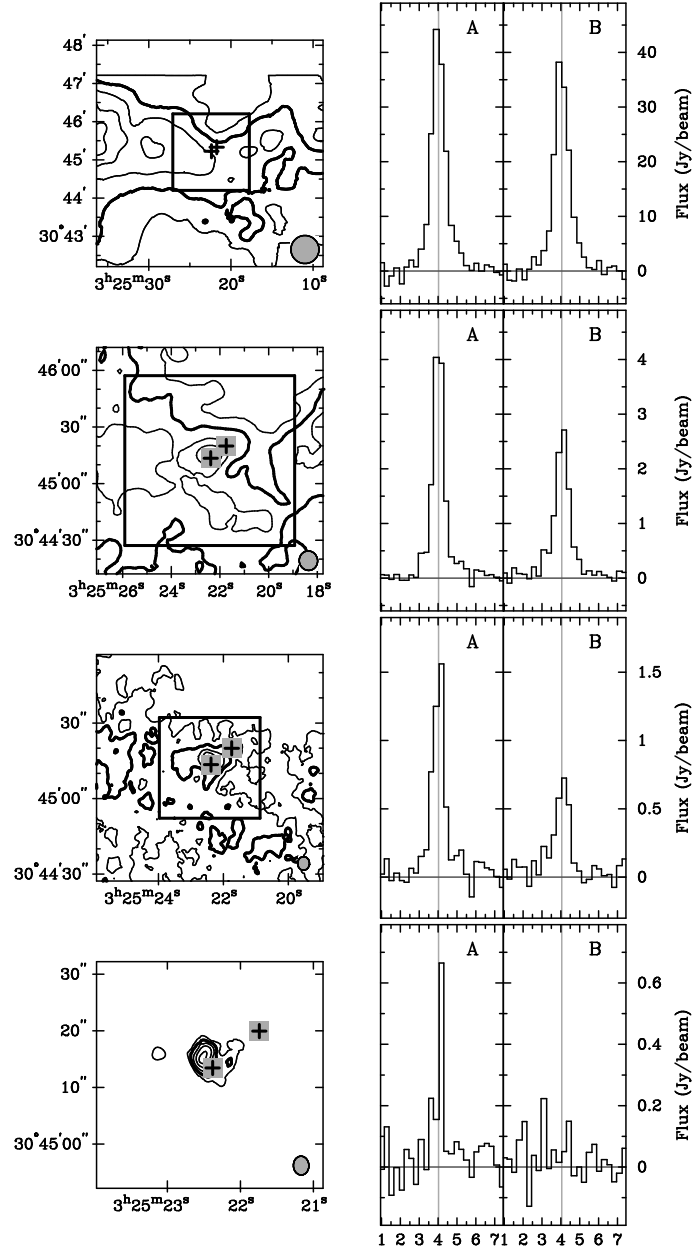 A B
48′
47′
46′
45′
44′
30°43′
3ʰ25ᵐ30ˢ 20ˢ 10ˢ
40
30
20
10
0
Flux (Jy/beam)
A B
46′00″
30″
45′00″
30°44′30″
3ʰ25ᵐ26ˢ 24ˢ 22ˢ 20ˢ 18ˢ
4
3
2
1
0
Flux (Jy/beam)
A B
30″
45′00″
30°44′30″
3ʰ25ᵐ24ˢ 22ˢ 20ˢ
1.5
1
0.5
0
Flux (Jy/beam)
A B
30″
20″
10″
30°45′00″
3ʰ25ᵐ23ˢ 22ˢ 21ˢ
0.6
0.4
0.2
0
Flux (Jy/beam)
1 2 3 4 5 6 7 1 2 3 4 5 6 7